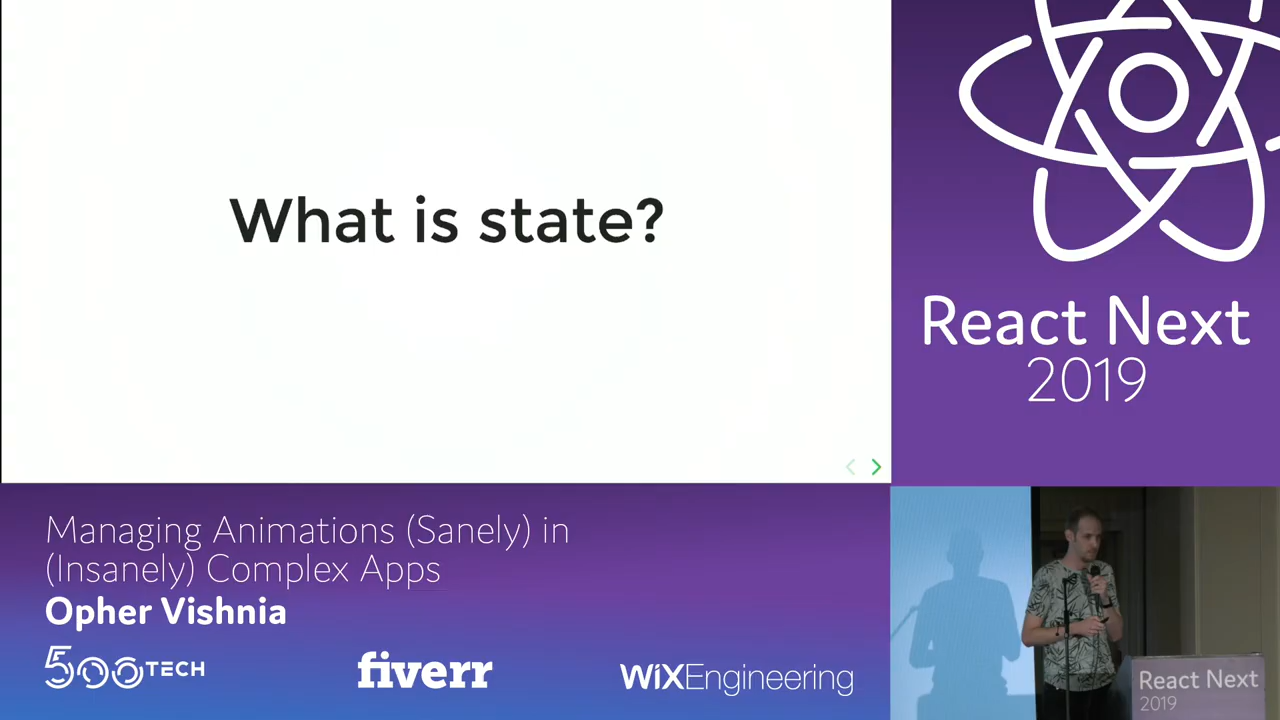 What is state?
React Next
2019
Managing Animations (Sanely) in
(Insanely) Complex Apps
Opher Vishnia
500TECH
fiverr
WiXEngineering
React Next
2019